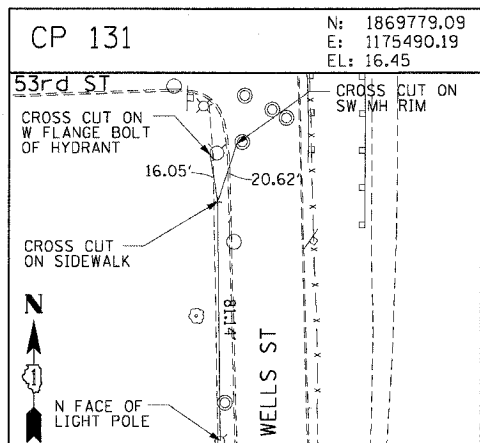 CP 131
N: 1869779.09
E: 1175490.19
EL: 16.45
53rd ST
CROSS CUT ON
W FLANGE BOLT
OF HYDRANT
CROSS CUT ON
SW MH RIM
16.05'
20.62'
CROSS CUT
ON SIDEWALK
81.14'
WELLS ST
N
1
N FACE OF
LIGHT POLE